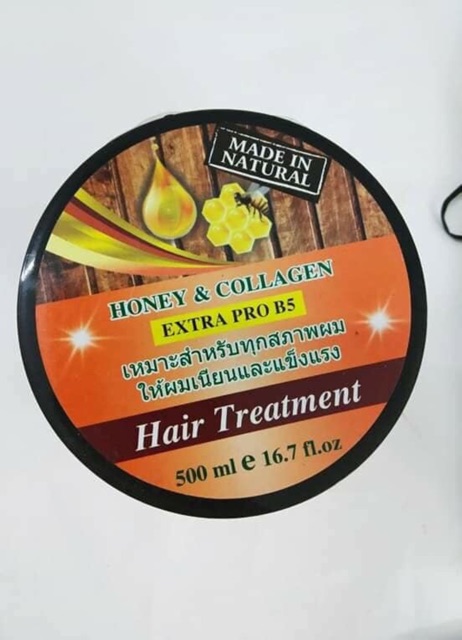 MADE IN
NATURAL
HONEY & COLLAGEN
EXTRA PRO B5
เหมาะสำหรับทุกสภาพผม
ให้ผมเนียนและแข็งแรง
Hair Treatment
500 ml e 16.7 fl.oz